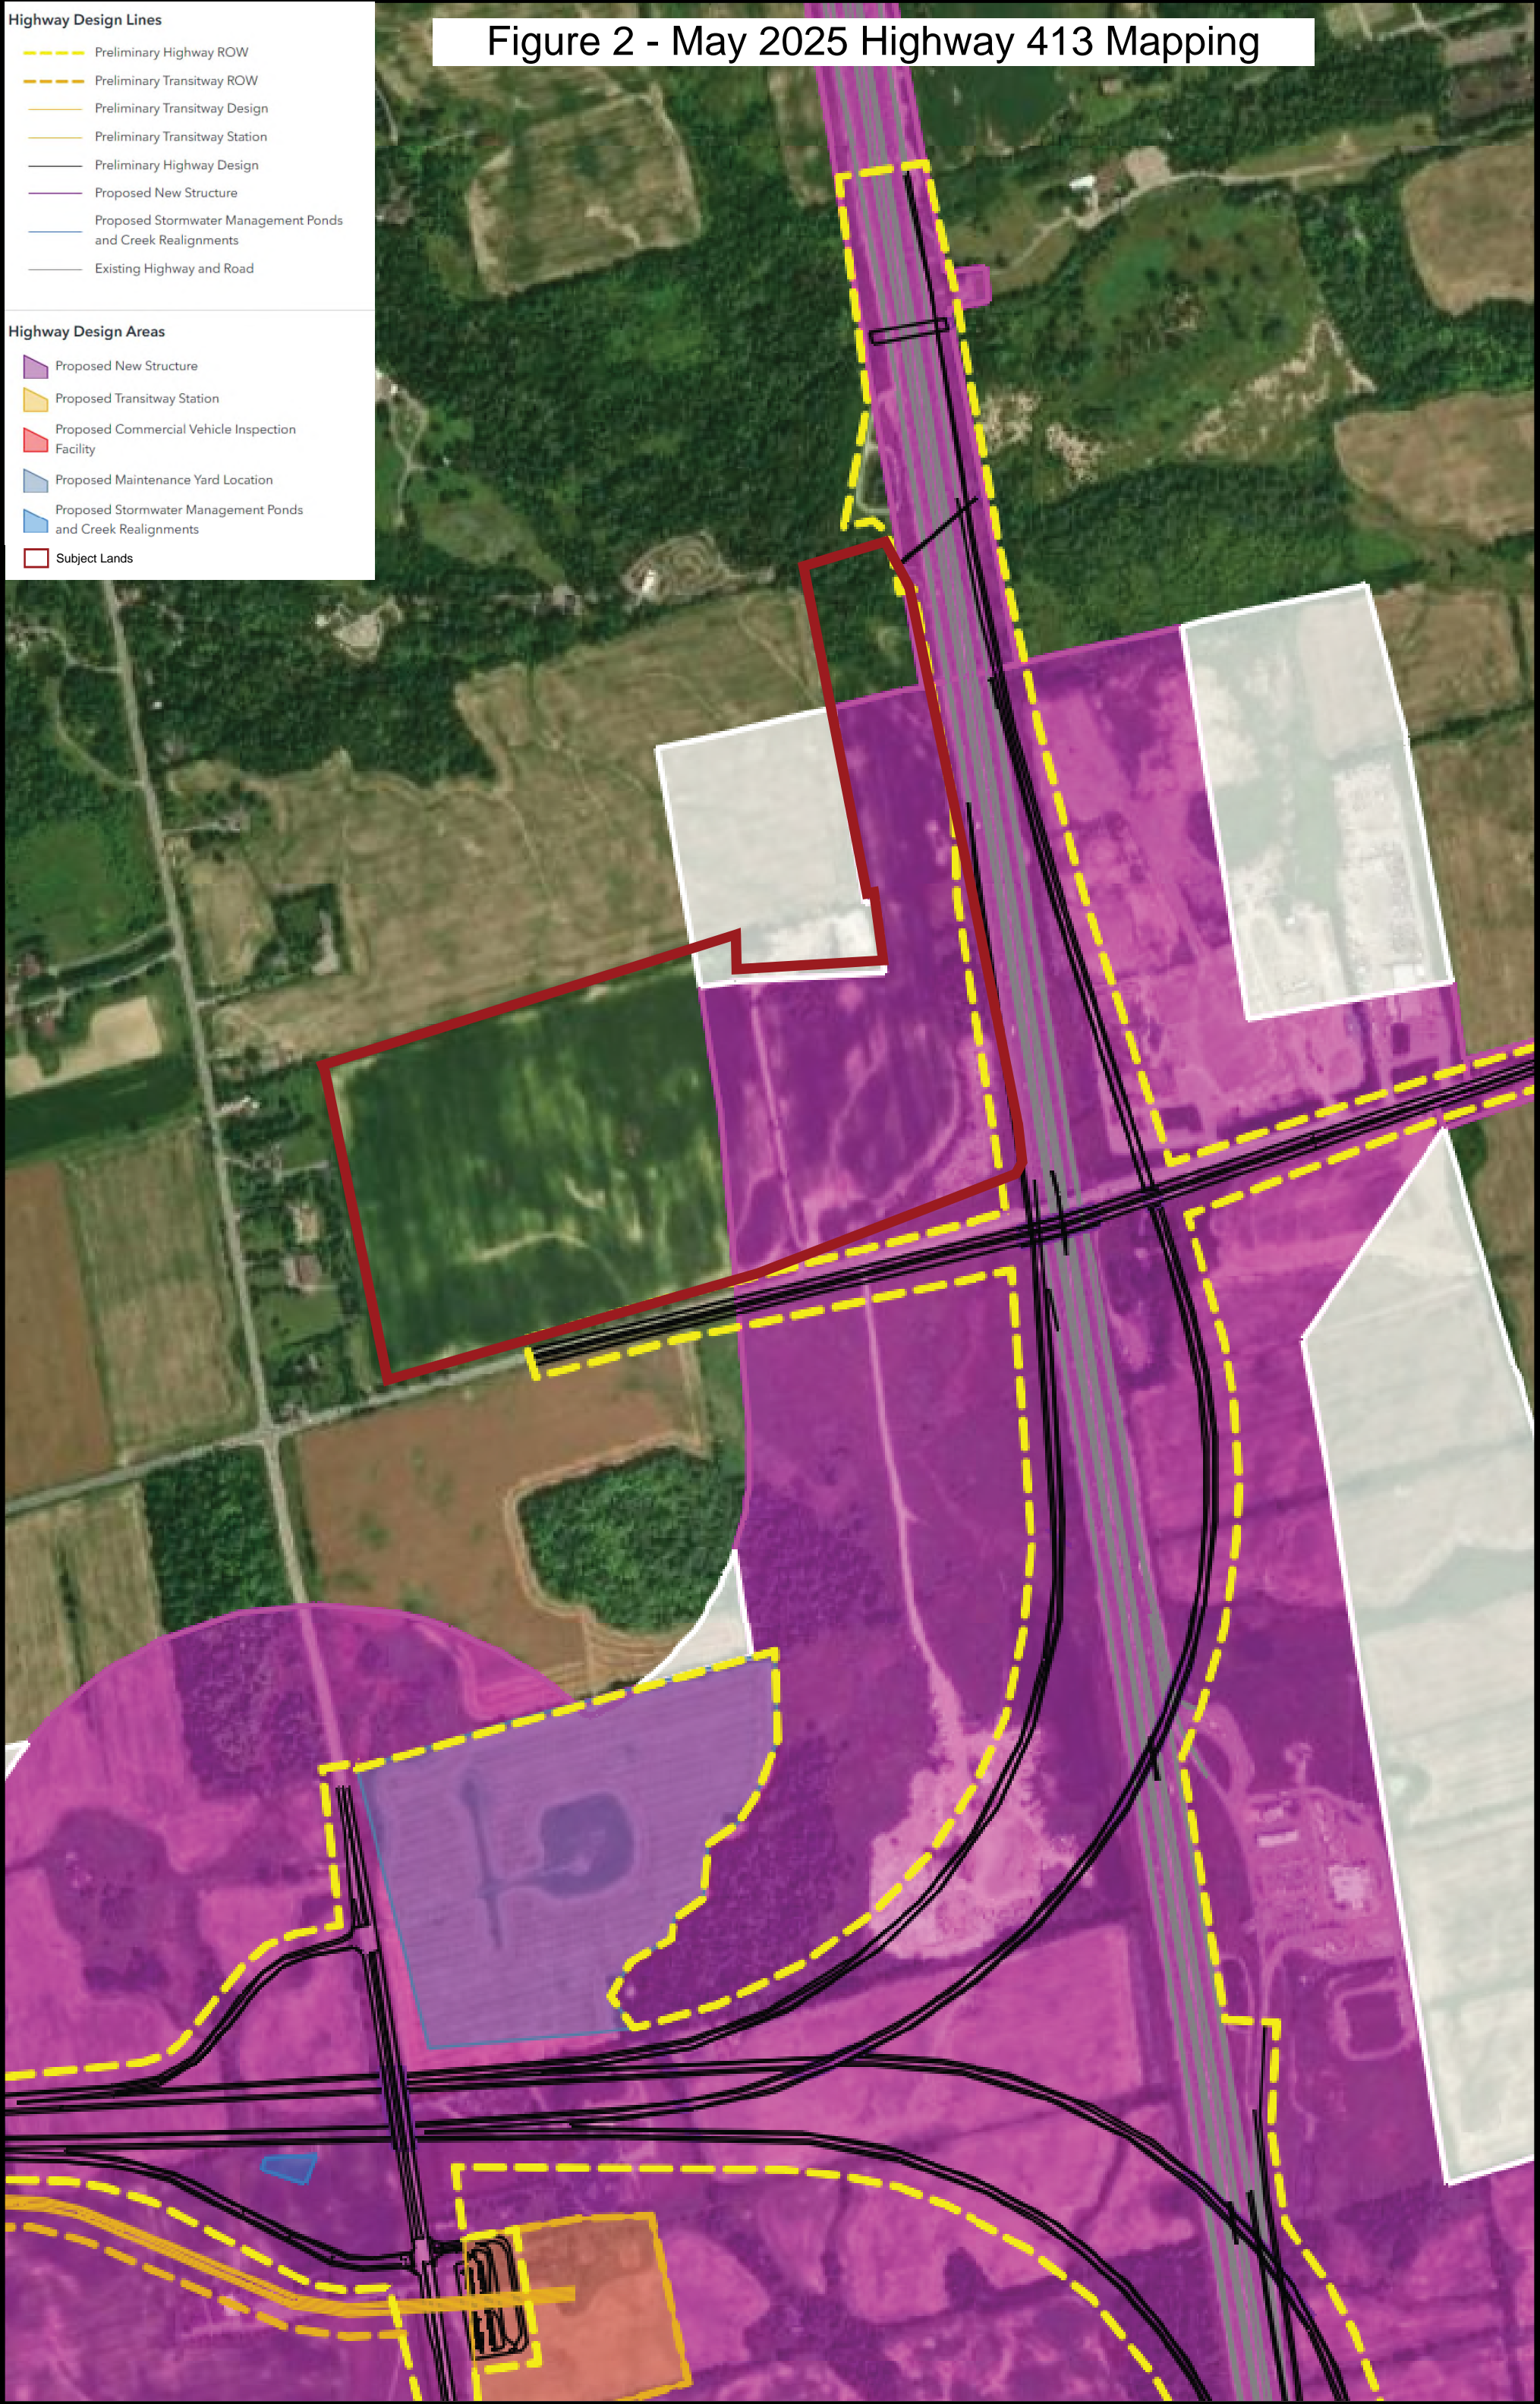 Figure 2 - May 2025 Highway 413 Mapping
Highway Design Lines
Preliminary Highway ROW
Preliminary Transitway ROW
Preliminary Transitway Design
Preliminary Transitway Station
Preliminary Highway Design
Proposed New Structure
Proposed Stormwater Management Ponds
and Creek Realignments
Existing Highway and Road
Highway Design Areas
Proposed New Structure
Proposed Transitway Station
Proposed Commercial Vehicle Inspection
Facility
Proposed Maintenance Yard Location
Proposed Stormwater Management Ponds
and Creek Realignments
Subject Lands